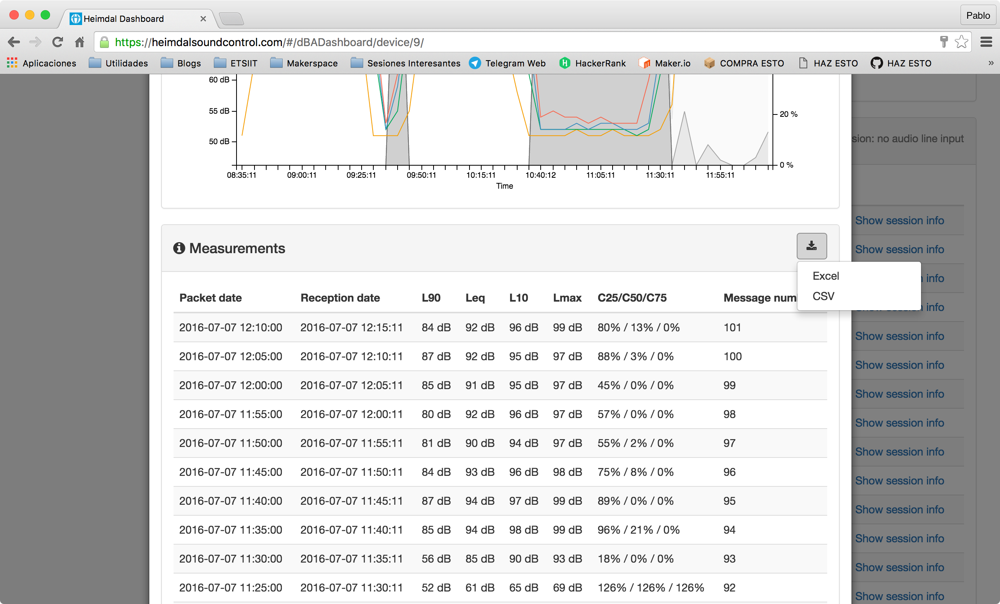 Heimdal Dashboard
Pablo
https://heimdalsoundcontrol.com/#/dBADashboard/device/9/
Aplicaciones Utilidades Blogs ETSIIT Makerspace Sesiones Interesantes Telegram Web HackerRank Maker.io COMPRA ESTO HAZ ESTO HAZ ESTO »
60 dB
55 dB
50 dB
20 %
0 %
08:35:11 09:00:11 09:25:11 09:50:11 10:15:11 10:40:12 11:05:11 11:30:11 11:55:11
Time
sion: no audio line input
Measurements
Excel
CSV
Packet date Reception date L90 Leq L10 Lmax C25/C50/C75 Message num
2016-07-07 12:10:00 2016-07-07 12:15:11 84 dB 92 dB 96 dB 99 dB 80% / 13% / 0% 101
2016-07-07 12:05:00 2016-07-07 12:10:11 87 dB 92 dB 95 dB 97 dB 88% / 3% / 0% 100
2016-07-07 12:00:00 2016-07-07 12:05:11 85 dB 91 dB 95 dB 97 dB 45% / 0% / 0% 99
2016-07-07 11:55:00 2016-07-07 12:00:11 80 dB 92 dB 96 dB 97 dB 57% / 0% / 0% 98
2016-07-07 11:50:00 2016-07-07 11:55:11 81 dB 90 dB 94 dB 97 dB 55% / 2% / 0% 97
2016-07-07 11:45:00 2016-07-07 11:50:11 84 dB 93 dB 96 dB 98 dB 75% / 8% / 0% 96
2016-07-07 11:40:00 2016-07-07 11:45:11 87 dB 94 dB 97 dB 99 dB 89% / 0% / 0% 95
2016-07-07 11:35:00 2016-07-07 11:40:11 85 dB 94 dB 98 dB 99 dB 96% / 21% / 0% 94
2016-07-07 11:30:00 2016-07-07 11:35:11 56 dB 85 dB 90 dB 93 dB 18% / 0% / 0% 93
2016-07-07 11:25:00 2016-07-07 11:30:11 52 dB 61 dB 65 dB 69 dB 126% / 126% / 126% 92
Show session info
Show session info
info
info
Show session info
Show session info
Show session info
Show session info
Show session info
Show session info
Show session info
Show session info
Show session info
Show session info